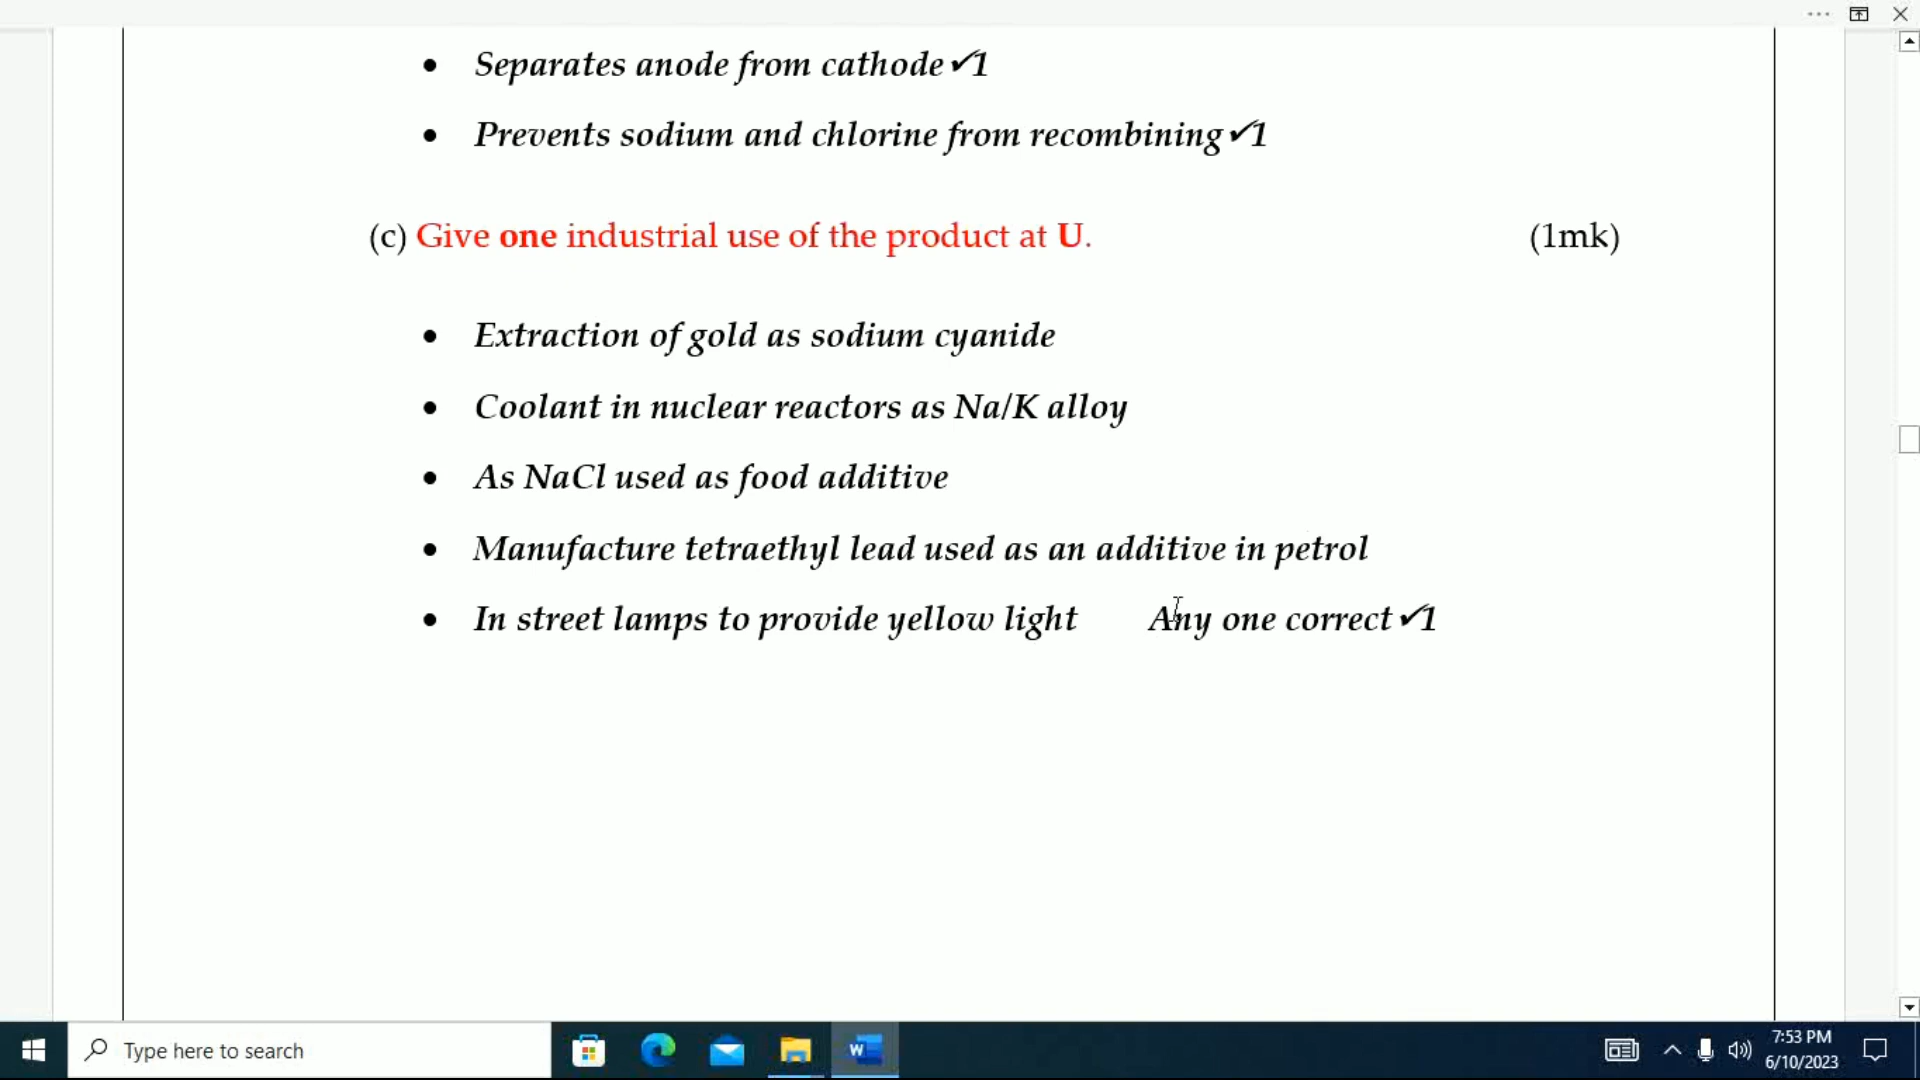 • Separates anode from cathode✓1
• Prevents sodium and chlorine from recombining✓1
(c) Give one industrial use of the product at U. (1mk)
• Extraction of gold as sodium cyanide
• Coolant in nuclear reactors as Na/K alloy
• As NaCl used as food additive
• Manufacture tetraethyl lead used as an additive in petrol
• In street lamps to provide yellow light Any one correct✓1
Type here to search
7:53 PM
6/10/2023